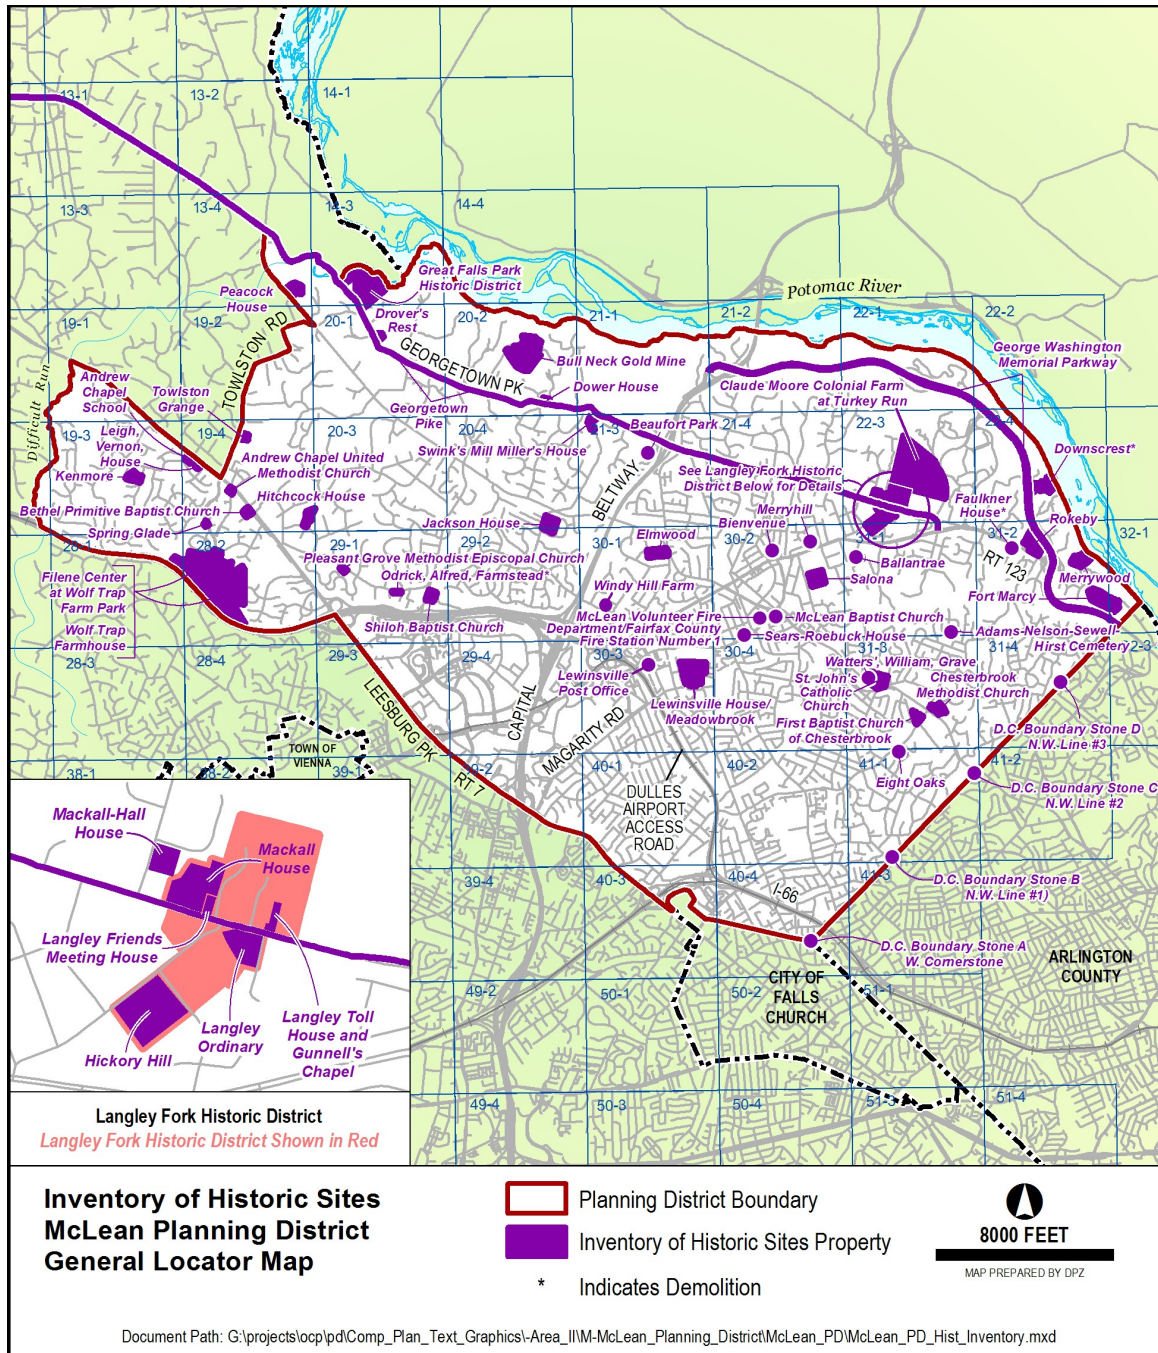 13-1
13-2
14-1
13-3
13-4
14-3
14-4
Great Falls Park
Historic District
Peacock
House
Potomac River
19-1
19-2
20-1
Drover's
Rest
20-2
21-1
21-2
22-1
22-2
TOWLSTON RD
GEORGETOWN PK
Bull Neck Gold Mine
George Washington
Memorial Parkway
Difficult Run
Andrew
Chapel
School
Towlston
Grange
Dower House
Claude Moore Colonial Farm
at Turkey Run
Georgetown
Pike
19-3
19-4
20-3
20-4
21-3
21-4
22-3
22-4
Beaufort Park
Leigh,
Vernon,
House
Swink's Mill Miller's House
Andrew Chapel United
Methodist Church
Kenmore
See Langley Fork Historic
District Below for Details
Downscrest*
BELTWAY
Hitchcock House
Faulkner
House*
Bethel Primitive Baptist Church
Spring Glade
Jackson House
Merryhill
Bienvenue
Rokeby
28-1
28-2
29-1
29-2
30-1
Elmwood
30-2
31-1
31-2
32-1
Pleasant Grove Methodist Episcopal Church
Ballantrae
RT 123
Odrick, Alfred, Farmstead*
Salona
Merrywood
Filene Center
at Wolf Trap
Farm Park
Windy Hill Farm
Fort Marcy
Wolf Trap
Farmhouse
Shiloh Baptist Church
McLean Volunteer Fire
Department/Fairfax County
Fire Station Number 1
McLean Baptist Church
Sears-Roebuck House
Adams-Nelson-Sewell-
Hirst Cemetery
28-3
28-4
29-3
29-4
30-3
30-4
31-3
31-4
32-3
Lewinsville
Post Office
Watters', William, Grave
St. John's
Catholic
Church
Chesterbrook
Methodist Church
LEESBURG PK
CAPITAL
Lewinsville House/
Meadowbrook
MAGARITY RD
First Baptist Church
of Chesterbrook
D.C. Boundary Stone D
N.W. Line #3
TOWN OF
VIENNA
38-1
38-2
39-1
39-2
40-1
40-2
41-1
41-2
RT 7
Eight Oaks
D.C. Boundary Stone C
N.W. Line #2
DULLES
AIRPORT
ACCESS
ROAD
39-4
40-3
40-4
41-3
I-66
D.C. Boundary Stone B
N.W. Line #1)
D.C. Boundary Stone A
W. Cornerstone
ARLINGTON
COUNTY
CITY OF
FALLS
CHURCH
49-2
50-1
50-2
51-1
49-4
50-3
50-4
51-3
51-4
Mackall-Hall
House
Mackall
House
Langley Friends
Meeting House
Langley
Ordinary
Langley Toll
House and
Gunnell's
Chapel
Hickory Hill
Langley Fork Historic District
Langley Fork Historic District Shown in Red
Inventory of Historic Sites
McLean Planning District
General Locator Map
Planning District Boundary
Inventory of Historic Sites Property
* Indicates Demolition
8000 FEET
MAP PREPARED BY DPZ
Document Path: G:\projects\ocp\pd\Comp_Plan_Text_Graphics\-Area_II\M-McLean_Planning_District\McLean_PD\McLean_PD_Hist_Inventory.mxd